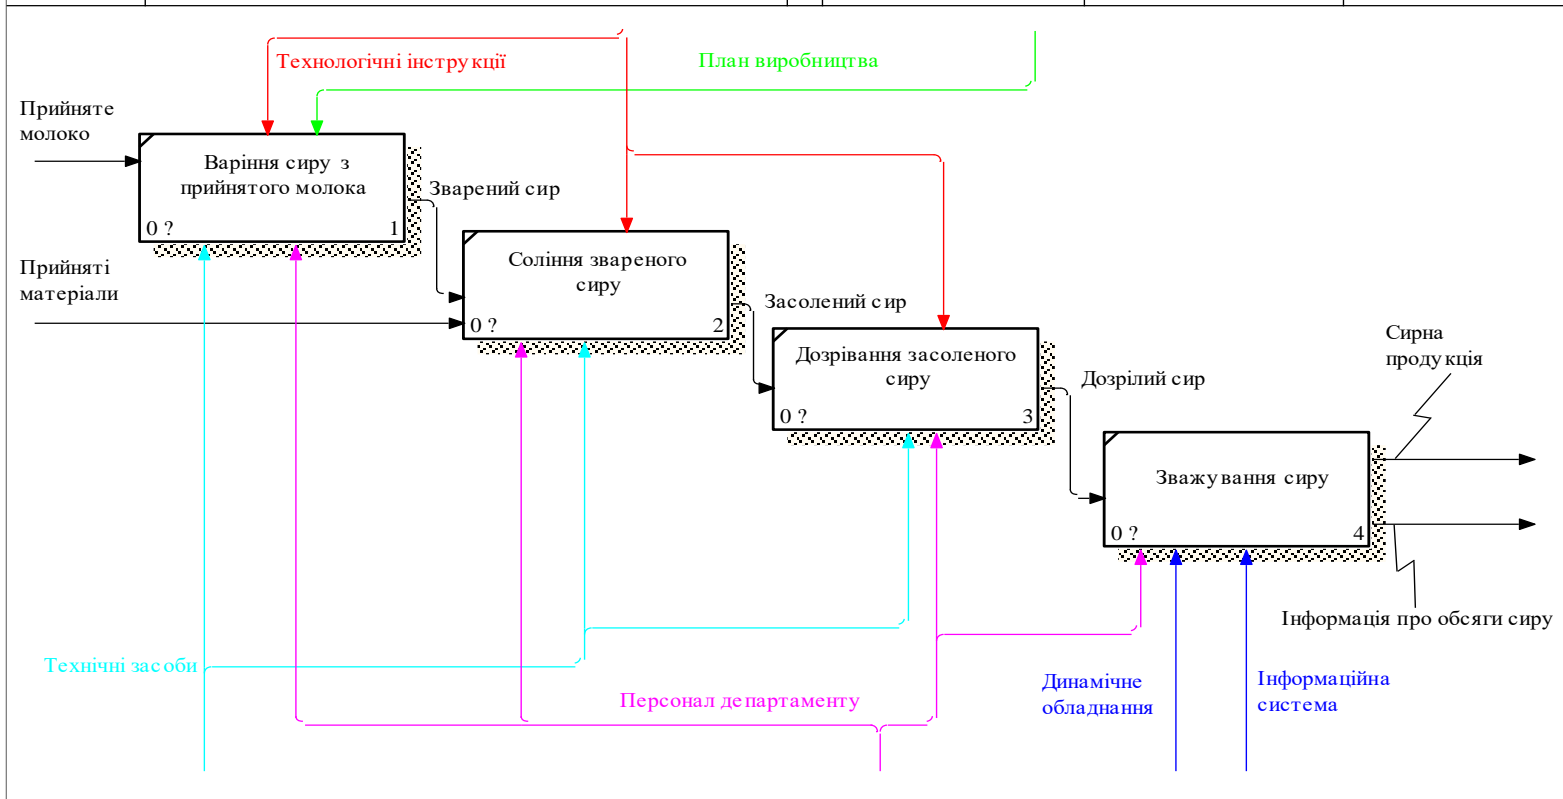 Технологічні інструкції
План виробництва
Прийняте
молоко
Варіння сиру з
прийнятого молока
0 ?
1
Зварений сир
Прийняті
матеріали
Соління звареного
сиру
0 ?
2
Засолений сир
Дозрівання засоленого
сиру
0 ?
3
Дозрілий сир
Сирна
продукція
Зважування сиру
0 ?
4
Інформація про обсяги сиру
Технічні засоби
Персонал департаменту
Динамічне
обладнання
Інформаційна
система